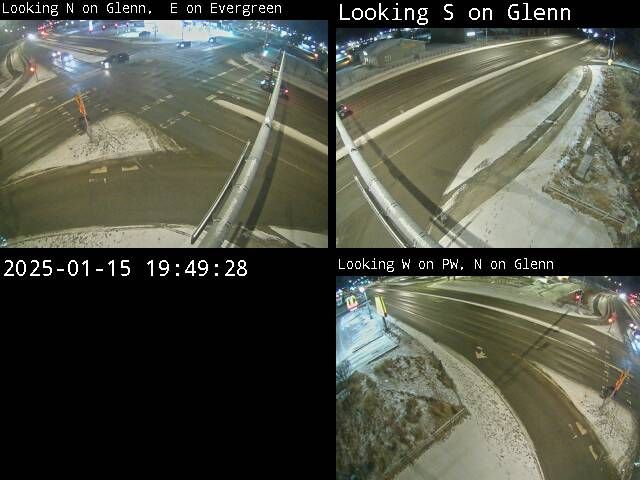 Looking N on Glenn, E on Evergreen
Looking S on Glenn
2025-01-15 19:49:28
Looking W on PW, N on Glenn